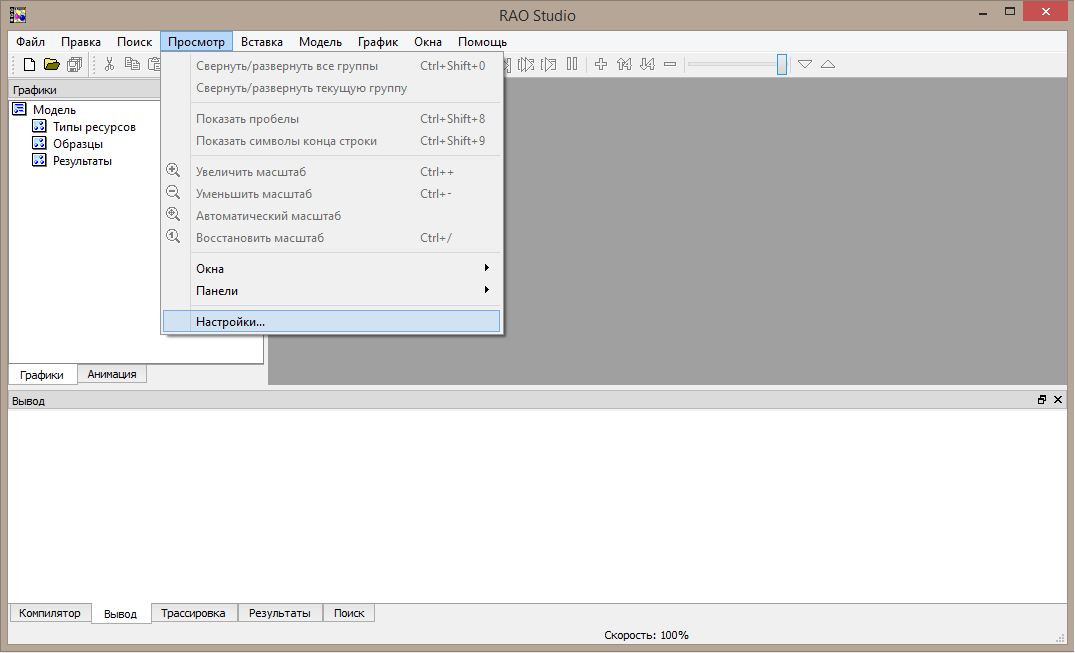 RAO Studio
Файл Правка Поиск Просмотр Вставка Модель График Окна Помощь
Графики
Модель
Типы ресурсов
Образцы
Результаты
Свернуть/развернуть все группы Ctrl+Shift+0
Свернуть/развернуть текущую группу
Показать пробелы Ctrl+Shift+8
Показать символы конца строки Ctrl+Shift+9
Увеличить масштаб Ctrl++
Уменьшить масштаб Ctrl+-
Автоматический масштаб
Восстановить масштаб Ctrl+/
Окна
Панели
Настройки...
Графики Анимация
Вывод
Компилятор Вывод Трассировка Результаты Поиск
Скорость: 100%